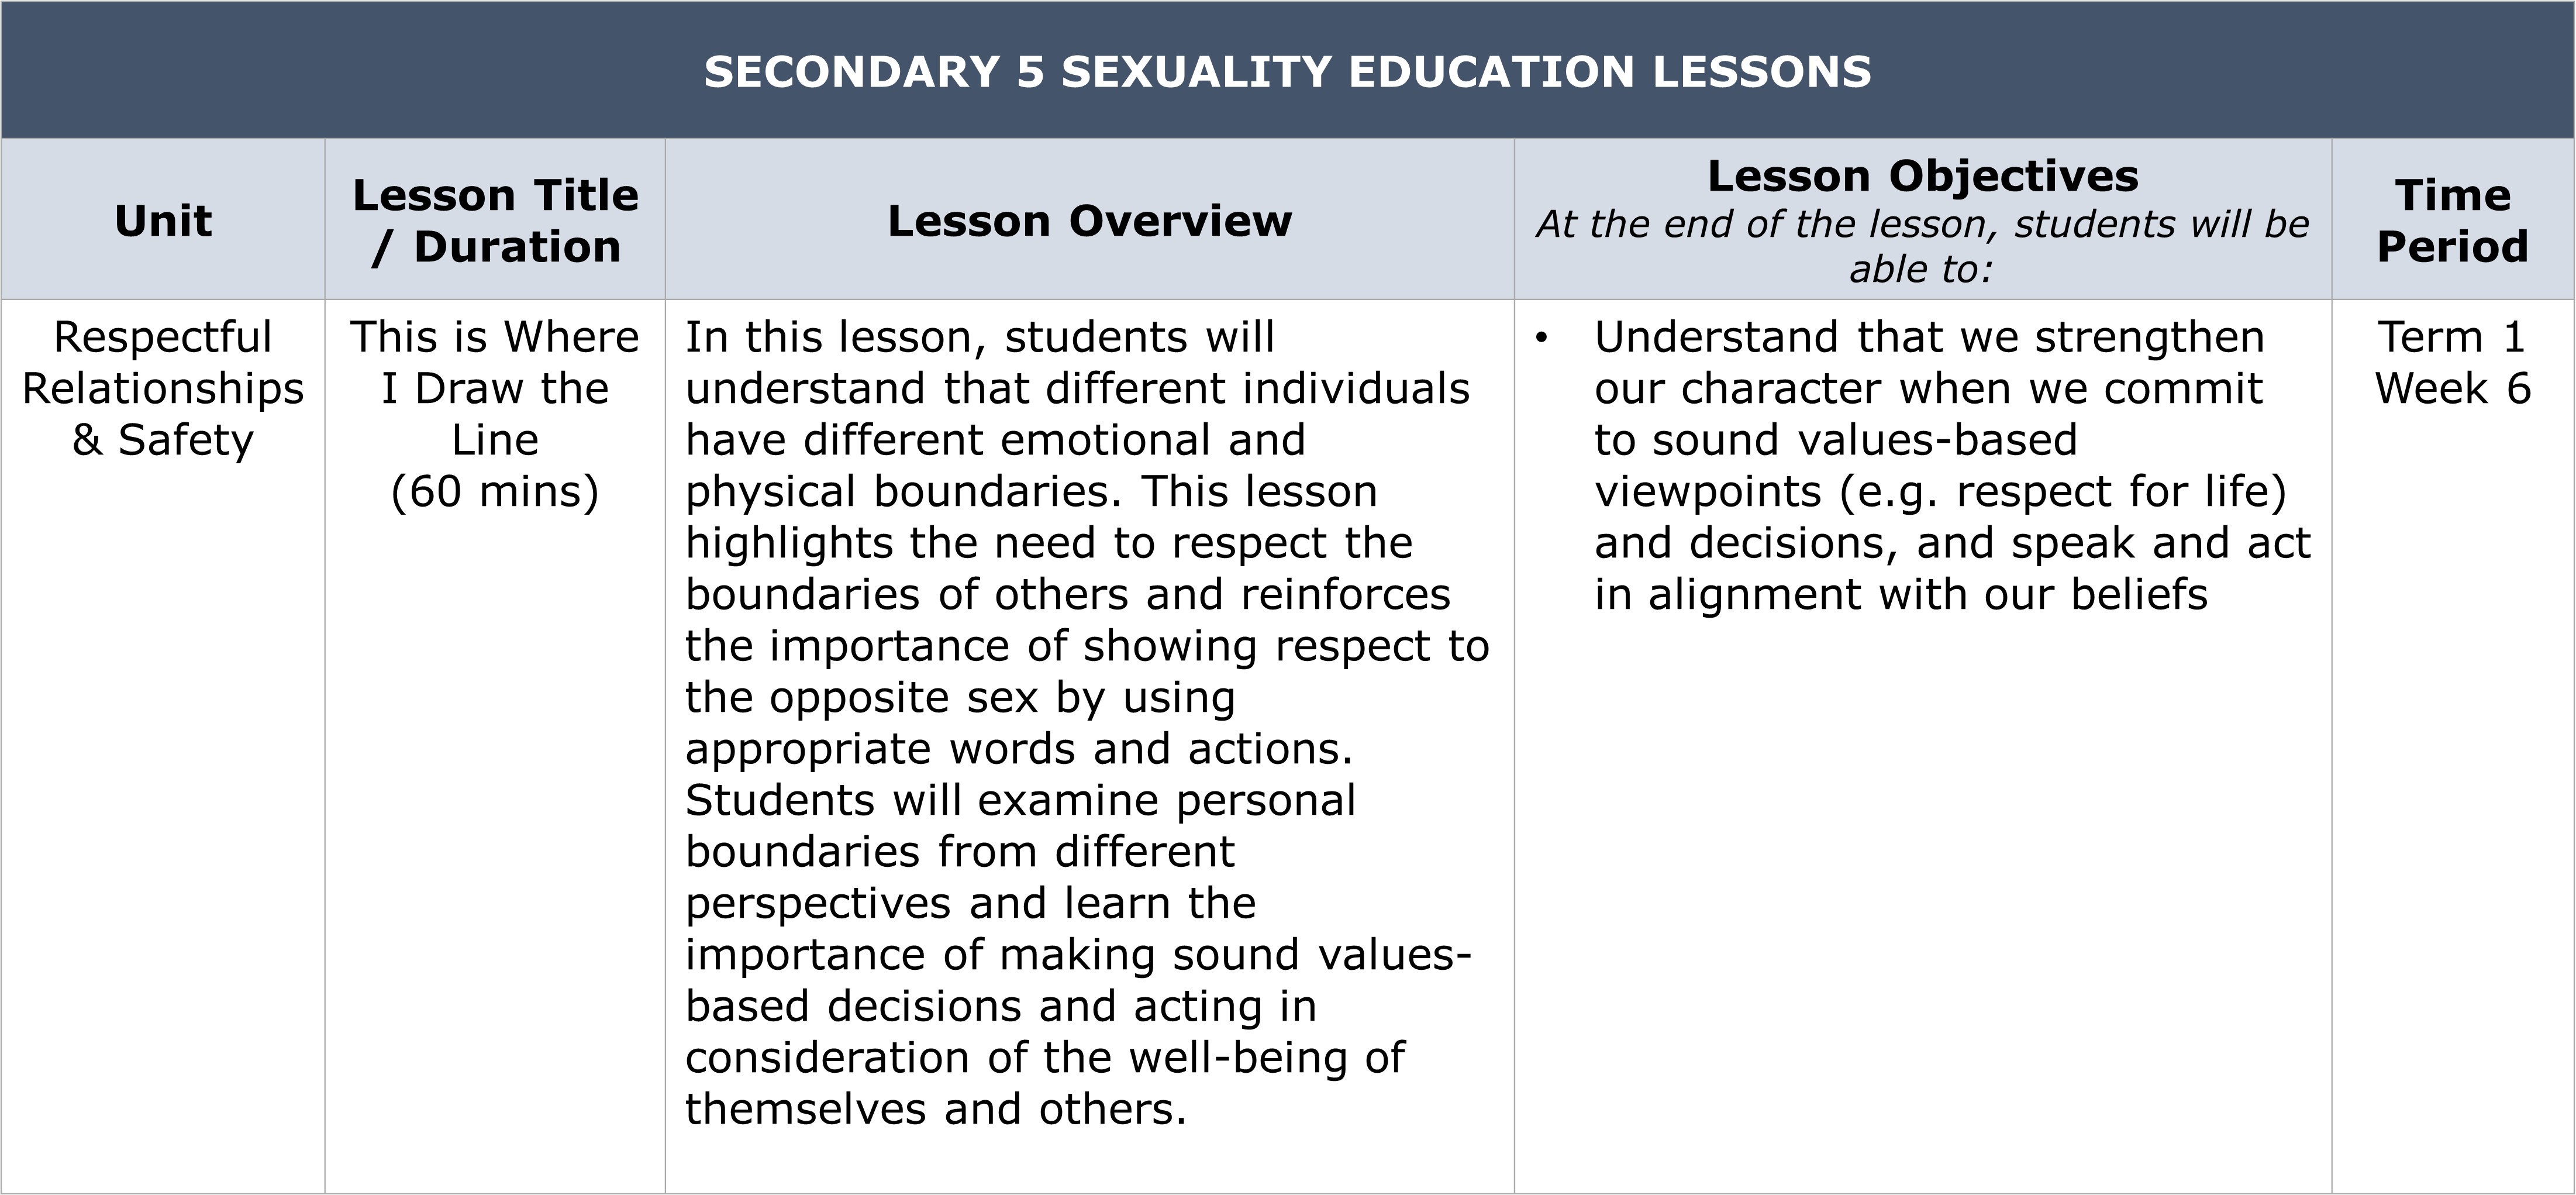 SECONDARY 5 SEXUALITY EDUCATION LESSONS
Unit
Lesson Title
/ Duration
Lesson Overview
Lesson Objectives
At the end of the lesson, students will be
able to:
Time
Period
Respectful
Relationships
& Safety
This is Where
I Draw the
Line
(60 mins)
In this lesson, students will
understand that different individuals
have different emotional and
physical boundaries. This lesson
highlights the need to respect the
boundaries of others and reinforces
the importance of showing respect to
the opposite sex by using
appropriate words and actions.
Students will examine personal
boundaries from different
perspectives and learn the
importance of making sound values-
based decisions and acting in
consideration of the well-being of
themselves and others.
• Understand that we strengthen
our character when we commit
to sound values-based
viewpoints (e.g. respect for life)
and decisions, and speak and act
in alignment with our beliefs
Term 1
Week 6